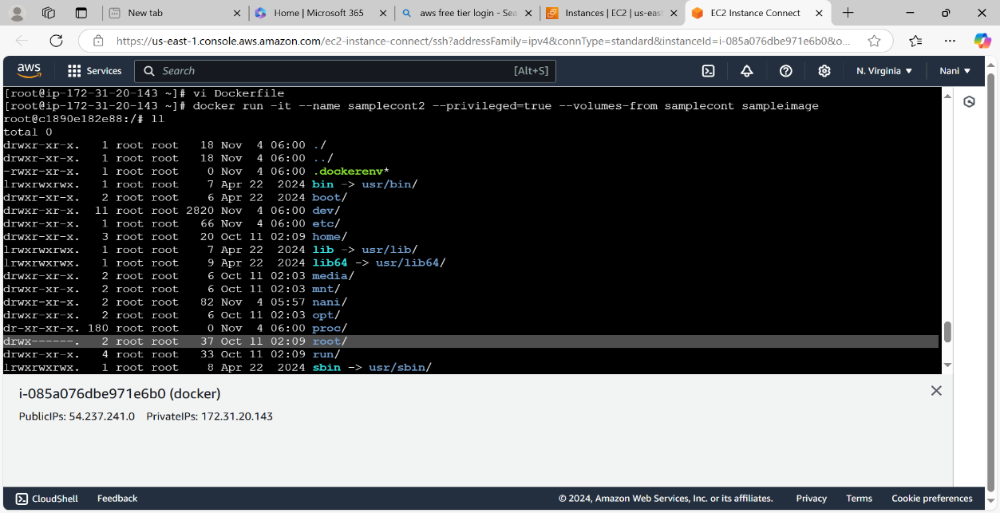 New tab
Home | Microsoft 365
aws free tier login - Sea
Instances | EC2 | us-east
EC2 Instance Connect
https://us-east-1.console.aws.amazon.com/ec2-instance-connect/ssh?addressFamily=ipv4&connType=standard&instanceId=i-085a076dbe971e6b0&o...
aws Services Search [Alt+S] N. Virginia ▼ Nani ▼
[root@ip-172-31-20-143 ~]# vi Dockerfile
[root@ip-172-31-20-143 ~]# docker run -it --name samplecont2 --privileged=true --volumes-from samplecont sampleimage
root@c1890e182e88:/# ll
total 0
drwxr-xr-x.   1 root root   18 Nov  4 06:00 ./
drwxr-xr-x.   1 root root   18 Nov  4 06:00 ../
-rwxr-xr-x.   1 root root    0 Nov  4 06:00 .dockerenv*
lrwxrwxrwx.   1 root root    7 Apr 22  2024 bin -> usr/bin/
drwxr-xr-x.   2 root root    6 Apr 22  2024 boot/
drwxr-xr-x.  11 root root 2820 Nov  4 06:00 dev/
drwxr-xr-x.   1 root root   66 Nov  4 06:00 etc/
drwxr-xr-x.   3 root root   20 Oct 11 02:09 home/
lrwxrwxrwx.   1 root root    7 Apr 22  2024 lib -> usr/lib/
lrwxrwxrwx.   1 root root    9 Apr 22  2024 lib64 -> usr/lib64/
drwxr-xr-x.   2 root root    6 Oct 11 02:03 media/
drwxr-xr-x.   2 root root    6 Oct 11 02:03 mnt/
drwxr-xr-x.   2 root root   82 Nov  4 05:57 nani/
drwxr-xr-x.   2 root root    6 Oct 11 02:03 opt/
dr-xr-xr-x. 180 root root    0 Nov  4 06:00 proc/
drwx------.   2 root root   37 Oct 11 02:09 root/
drwxr-xr-x.   4 root root   33 Oct 11 02:09 run/
lrwxrwxrwx.   1 root root    8 Apr 22  2024 sbin -> usr/sbin/
i-085a076dbe971e6b0 (docker)
PublicIPs: 54.237.241.0 PrivateIPs: 172.31.20.143
CloudShell Feedback © 2024, Amazon Web Services, Inc. or its affiliates. Privacy Terms Cookie preferences